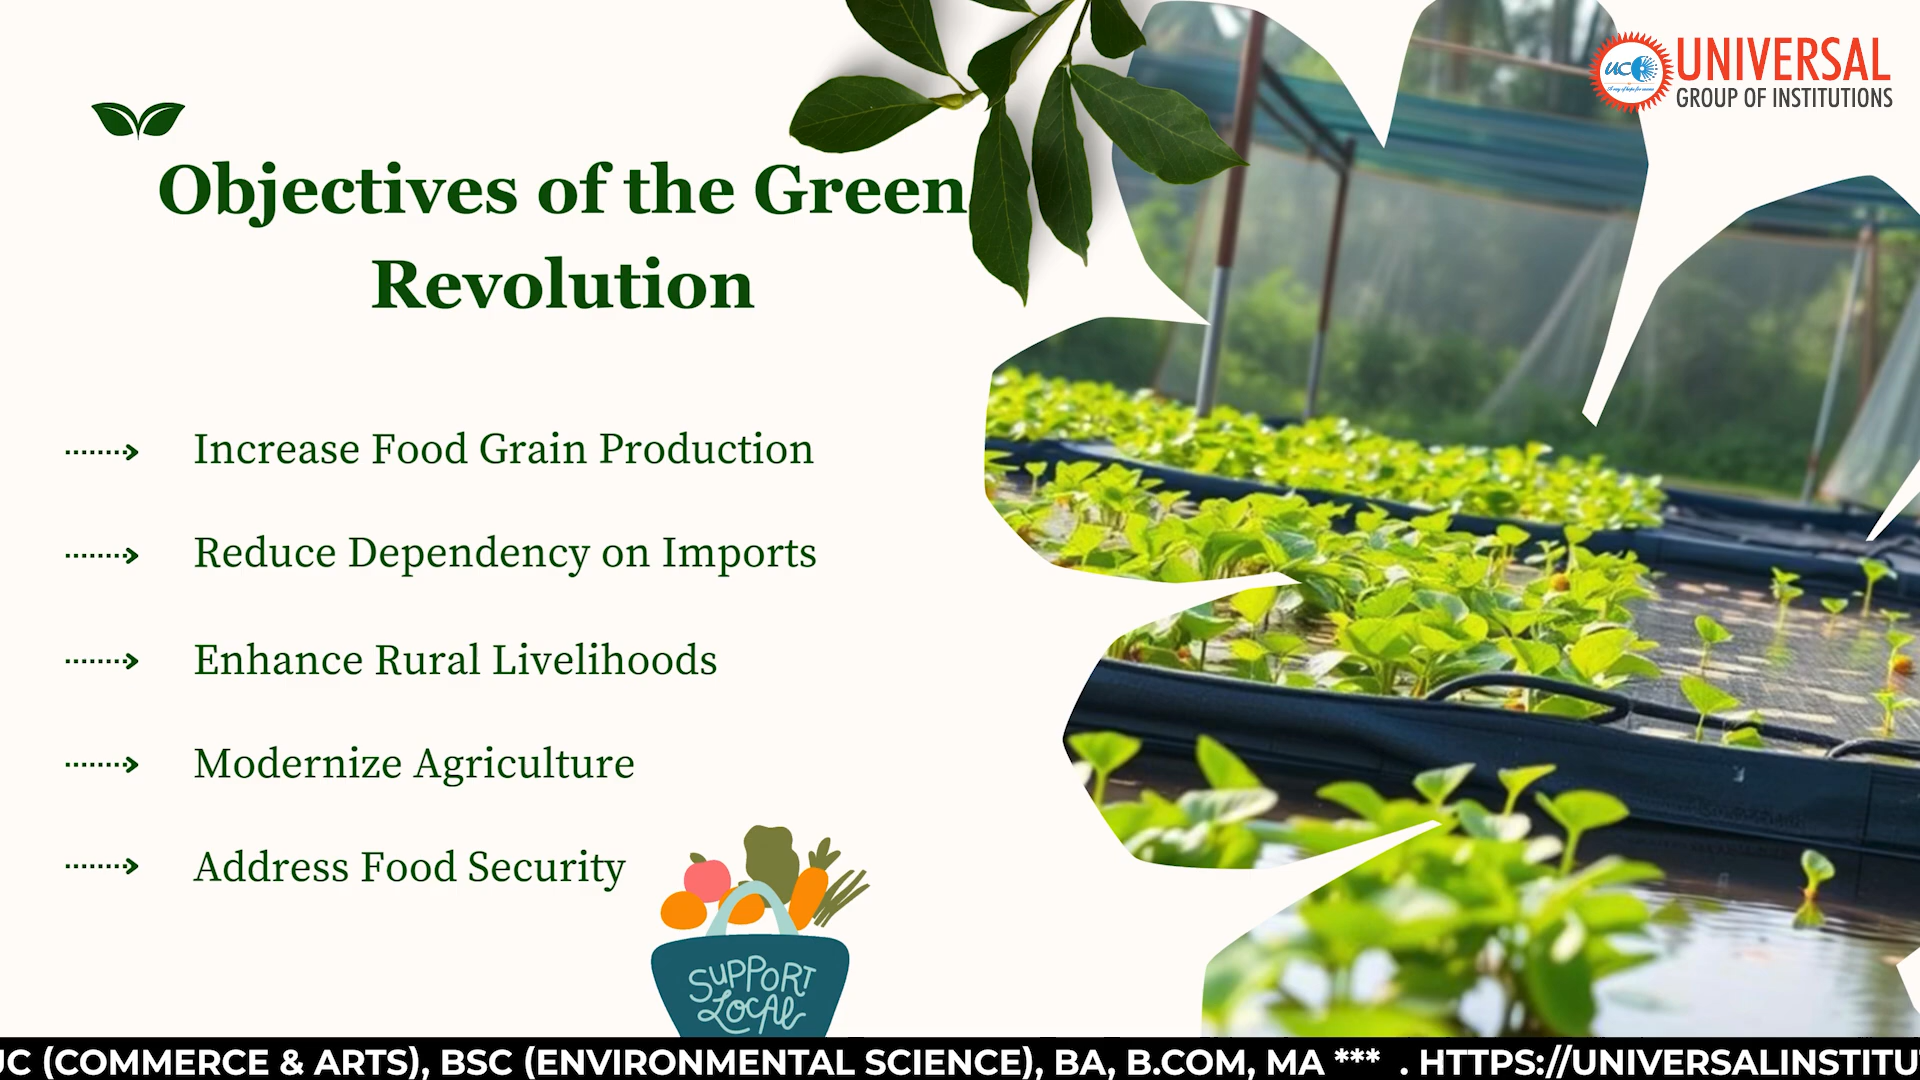 UC
UNIVERSAL
GROUP OF INSTITUTIONS
Objectives of the Green
Revolution
Increase Food Grain Production
Reduce Dependency on Imports
Enhance Rural Livelihoods
Modernize Agriculture
Address Food Security
SUPPORT
LOCAL
(COMMERCE & ARTS), BSC (ENVIRONMENTAL SCIENCE), BA, B.COM, MA *** . HTTPS://UNIVERSALINSTITU